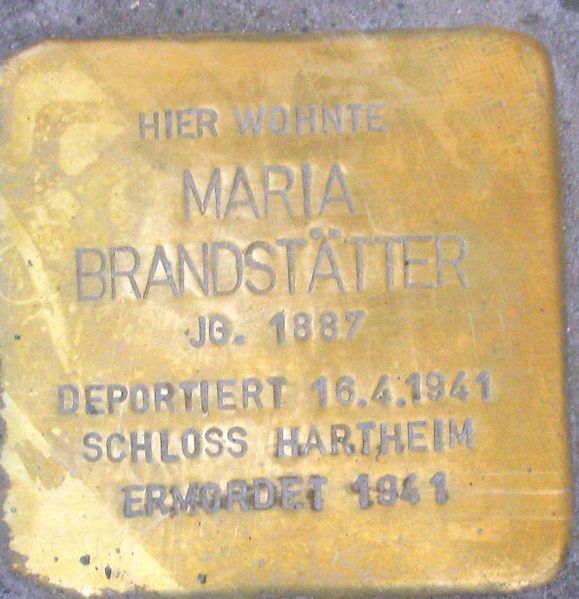 HIER WOHNTE
MARIA
BRANDSTÄTTER
JG. 1887
DEPORTIERT 16.4.1941
SCHLOSS HARTHEIM
ERMORDET 1941